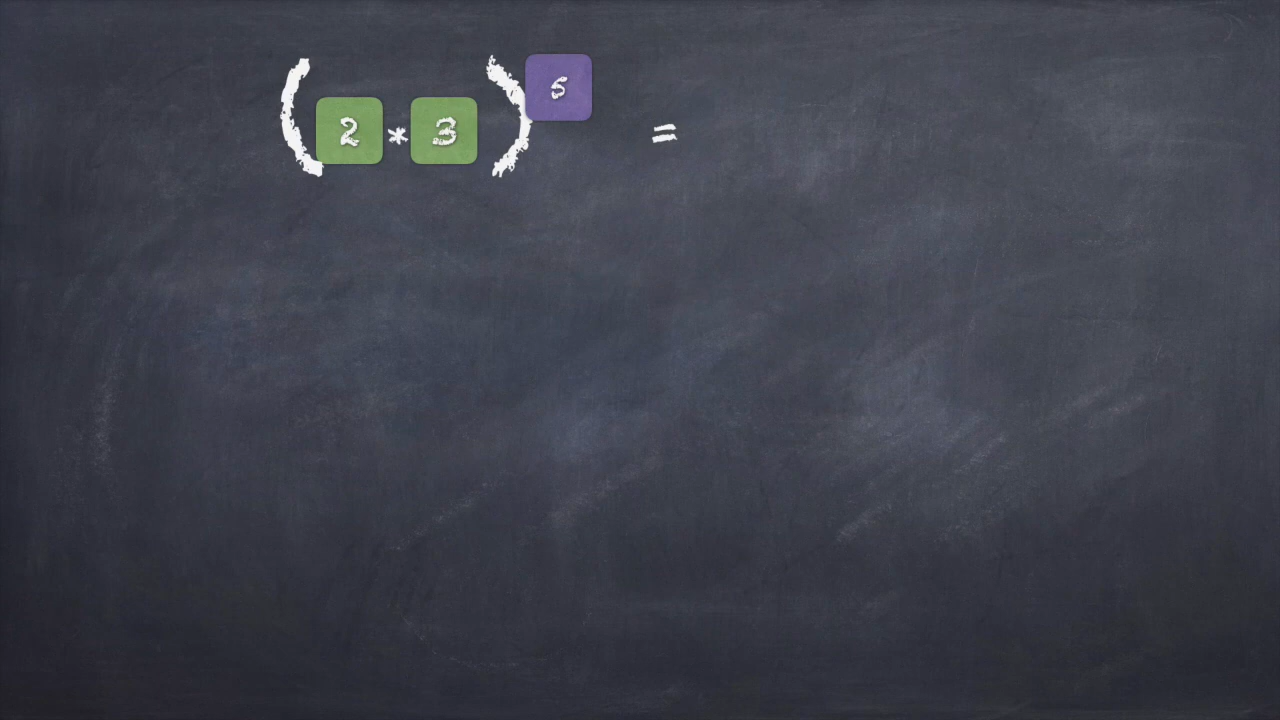 (2*3)⁵ =